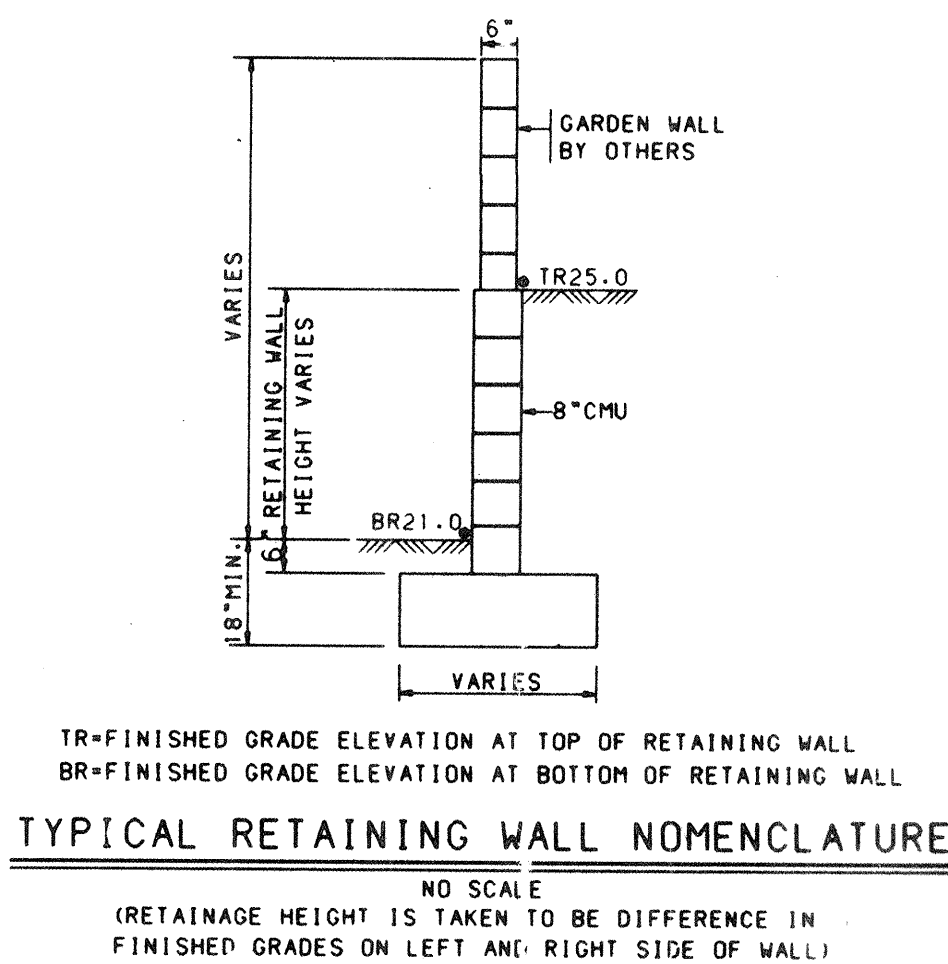 6"
GARDEN WALL
BY OTHERS
TR25.0
VARIES
6" RETAINING WALL
HEIGHT VARIES
8"CMU
BR21.0
18"MIN.
VARIES
TR=FINISHED GRADE ELEVATION AT TOP OF RETAINING WALL
BR=FINISHED GRADE ELEVATION AT BOTTOM OF RETAINING WALL
TYPICAL RETAINING WALL NOMENCLATURE
NO SCALE
(RETAINAGE HEIGHT IS TAKEN TO BE DIFFERENCE IN
FINISHED GRADES ON LEFT AND RIGHT SIDE OF WALL)